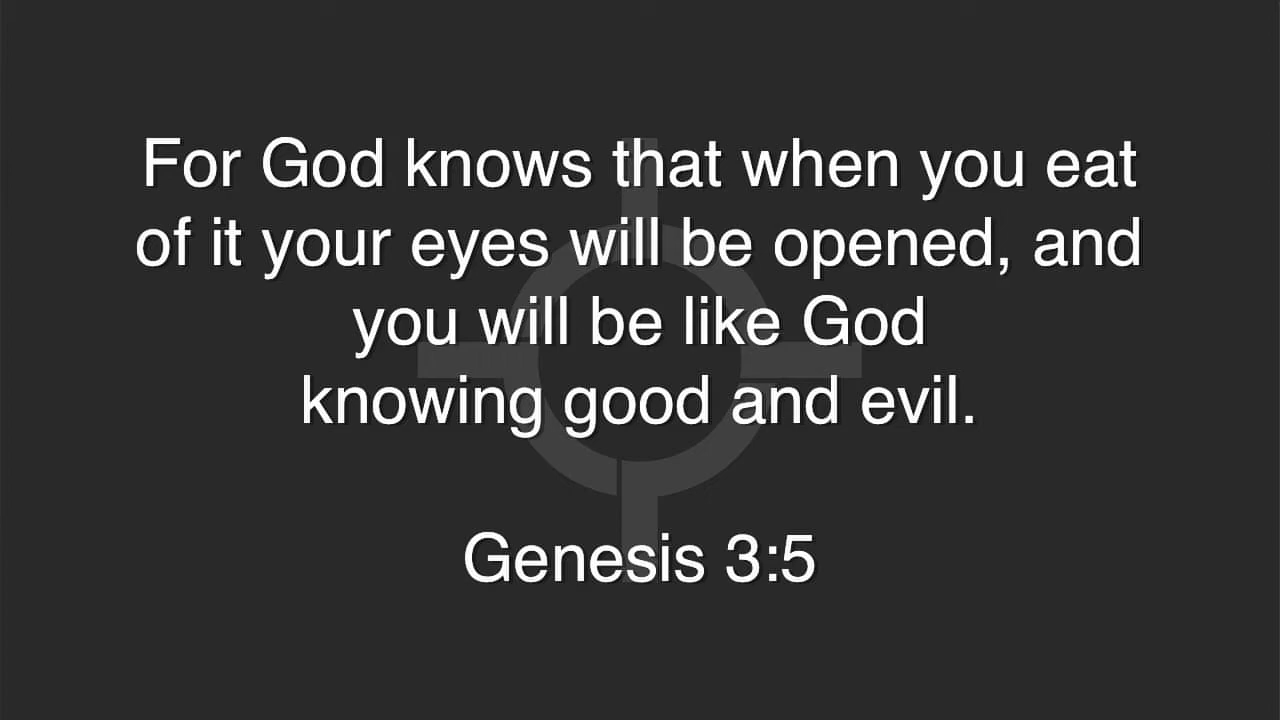 For God knows that when you eat
of it your eyes will be opened, and
you will be like God
knowing good and evil.
Genesis 3:5